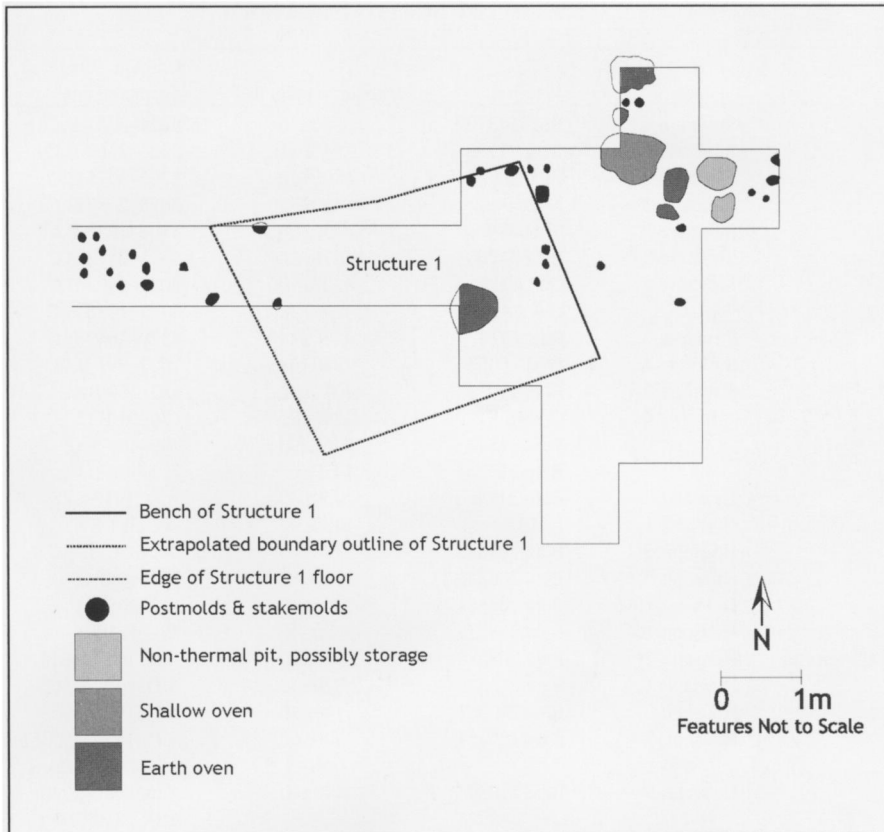 Structure 1
Bench of Structure 1
Extrapolated boundary outline of Structure 1
Edge of Structure 1 floor
Postmolds & stakemolds
Non-thermal pit, possibly storage
Shallow oven
Earth oven
N
0 1m
Features Not to Scale